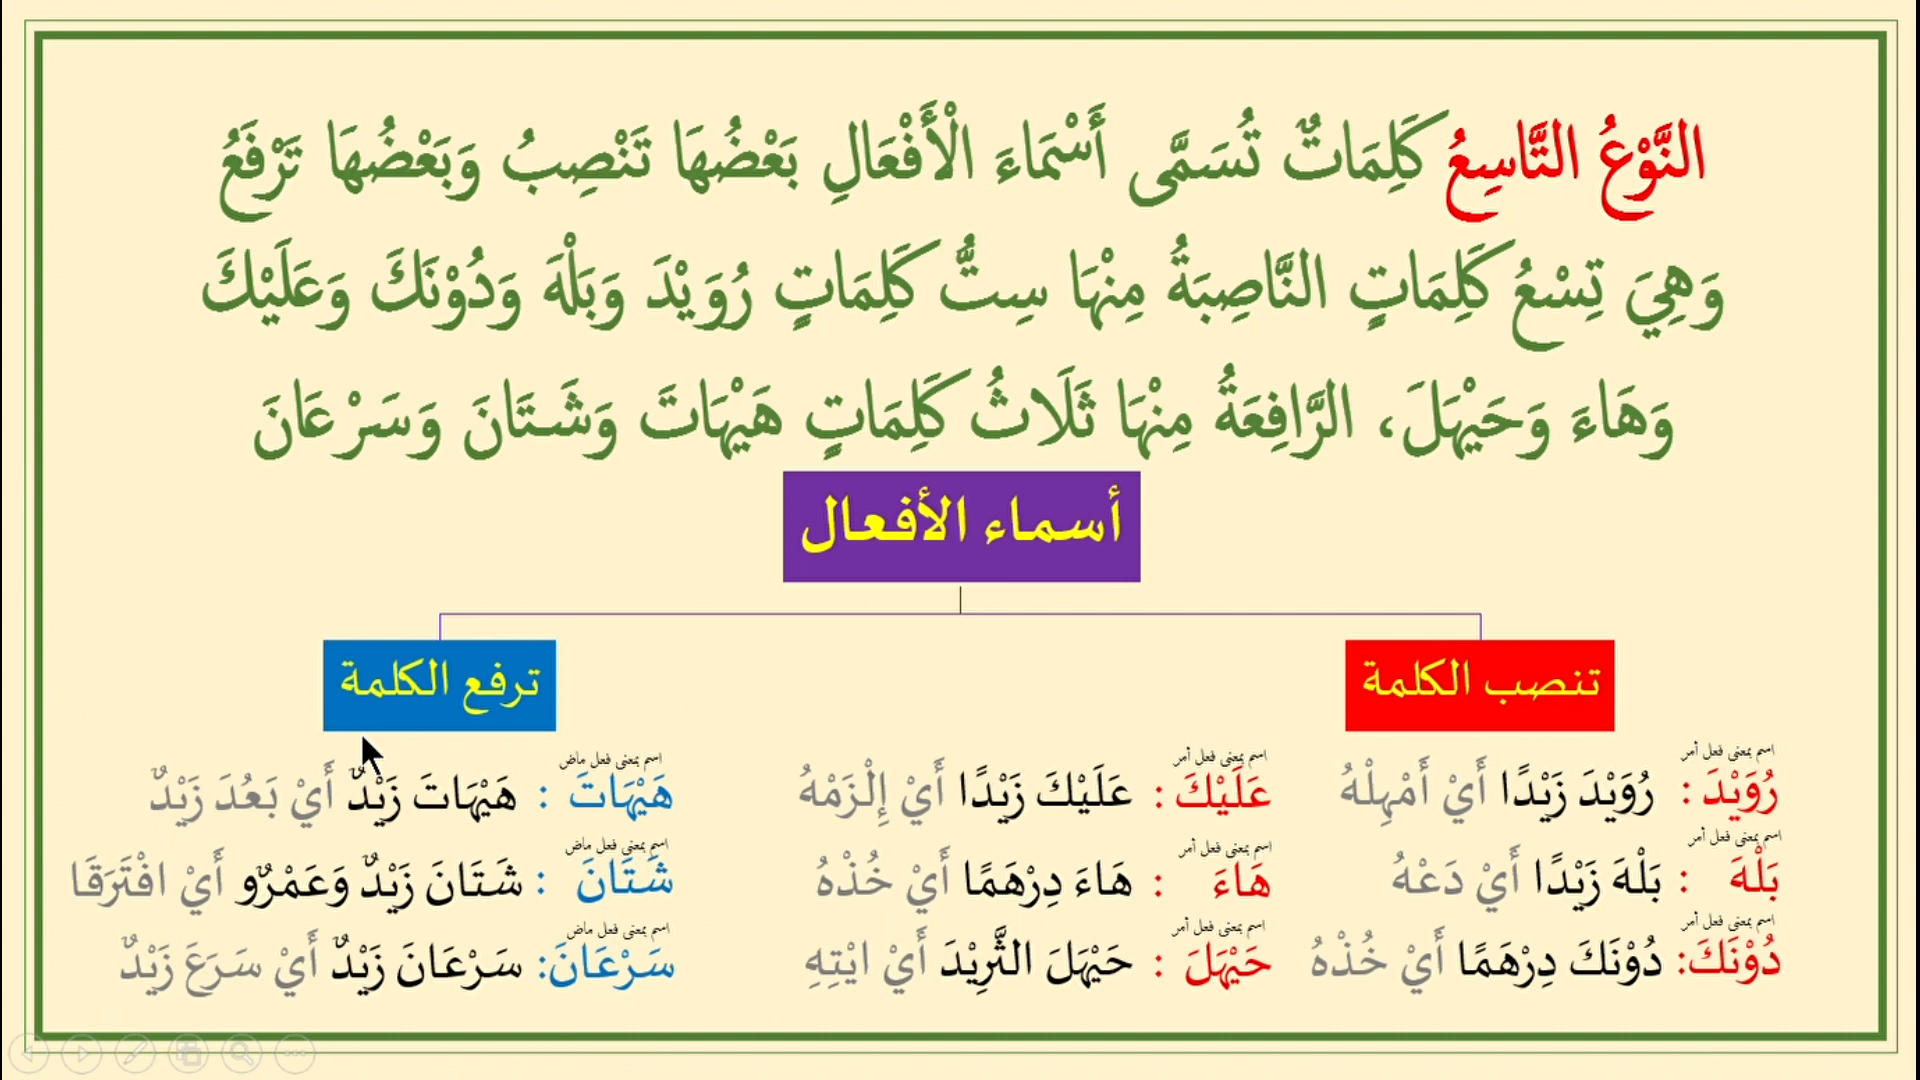 النَّوْعُ التَّاسِعُ كَلِمَاتٌ تُسَمَّى أَسْمَاءَ الْأَفْعَالِ بَعْضُهَا تَنْصِبُ وَبَعْضُهَا تَرْفَعُ
وَهِيَ تِسْعُ كَلِمَاتٍ النَّاصِبَةُ مِنْهَا سِتُّ كَلِمَاتٍ رُوَيْدَ وَبَلْهَ وَدُوْنَكَ وَعَلَيْكَ
وَهَاءَ وَحَيْهَلَ، الرَّافِعَةُ مِنْهَا ثَلَاثُ كَلِمَاتٍ هَيْهَاتَ وَشَتَانَ وَسَرْعَانَ
أسماء الأفعال
تنصب الكلمة
اسم بمعنى فعل أمر
رُوَيْدَ : رُوَيْدَ زَيْدًا أَيْ أَمْهِلْهُ
اسم بمعنى فعل أمر
بَلْهَ : بَلْهَ زَيْدًا أَيْ دَعْهُ
اسم بمعنى فعل أمر
دُوْنَكَ: دُوْنَكَ دِرْهَمًا أَيْ خُذْهُ
اسم بمعنى فعل أمر
عَلَيْكَ : عَلَيْكَ زَيْدًا أَيْ إِلْزَمْهُ
اسم بمعنى فعل أمر
هَاءَ : هَاءَ دِرْهَمًا أَيْ خُذْهُ
اسم بمعنى فعل أمر
حَيْهَلَ : حَيْهَلَ الثَّرِيْدَ أَيْ ايْتِهِ
ترفع الكلمة
اسم بمعنى فعل ماض
هَيْهَاتَ : هَيْهَاتَ زَيْدٌ أَيْ بَعُدَ زَيْدٌ
اسم بمعنى فعل ماض
شَتَانَ : شَتَانَ زَيْدٌ وَعَمْرٌو أَيْ افْتَرَقَا
اسم بمعنى فعل ماض
سَرْعَانَ: سَرْعَانَ زَيْدٌ أَيْ سَرَعَ زَيْدٌ